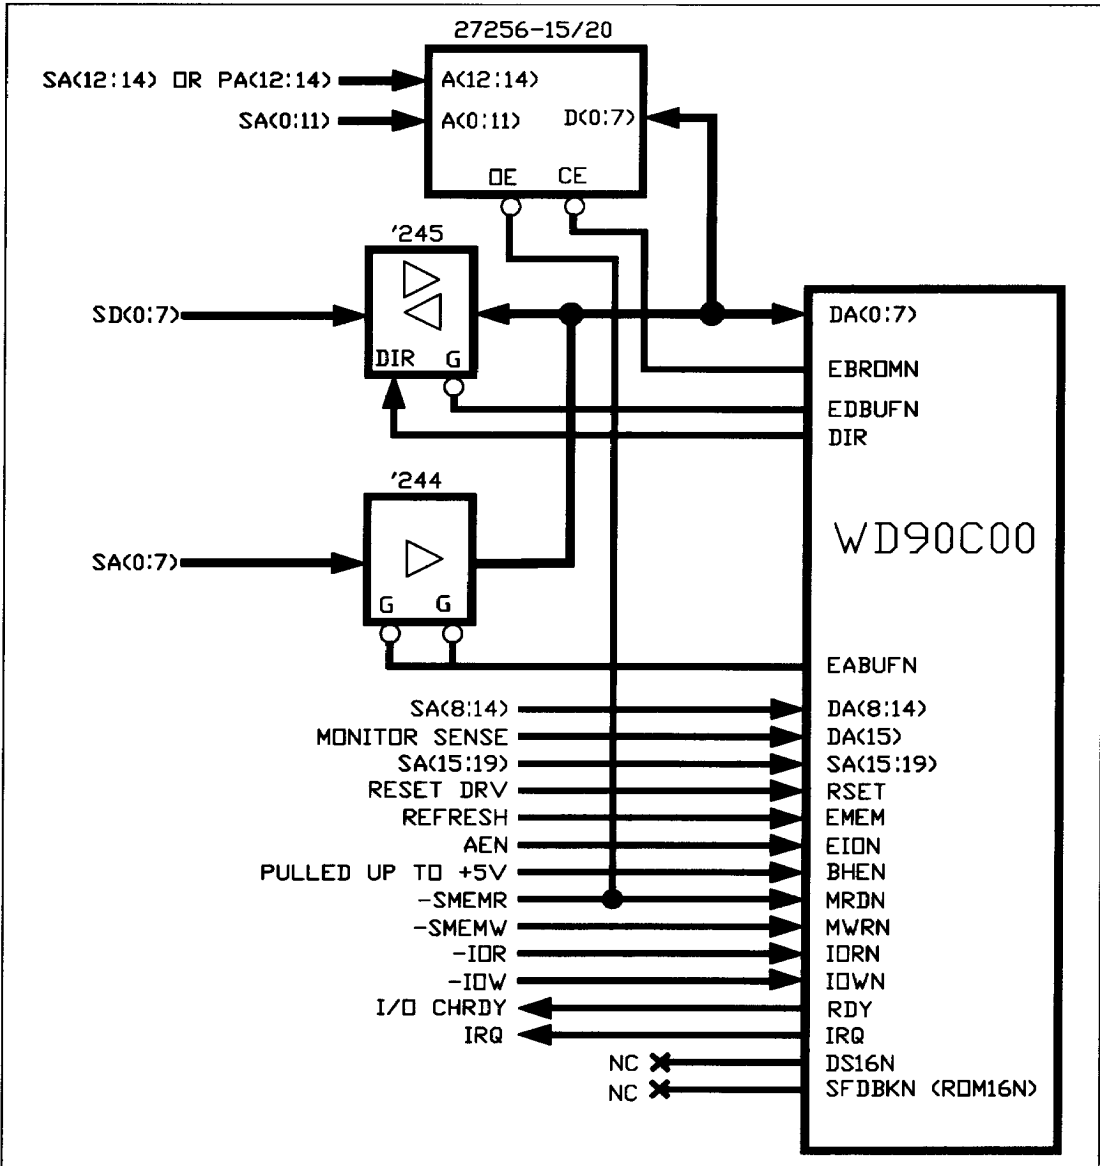 27256-15/20
SA(12:14) OR PA(12:14)
A(12:14)
SA(0:11)
A(0:11)
D(0:7)
OE
CE
'245
SD(0:7)
DIR
G
DA(0:7)
EBROMN
EDBUFN
DIR
'244
WD90C00
SA(0:7)
G
G
EABUFN
SA(8:14)
DA(8:14)
MONITOR SENSE
DA(15)
SA(15:19)
SA(15:19)
RESET DRV
RSET
REFRESH
EMEM
AEN
EION
PULLED UP TO +5V
BHEN
-SMEMR
MRDN
-SMEMW
MWRN
-IOR
IORN
-IOW
IOWN
I/O CHRDY
RDY
IRQ
IRQ
NC
DS16N
NC
SFDBKN (ROM16N)